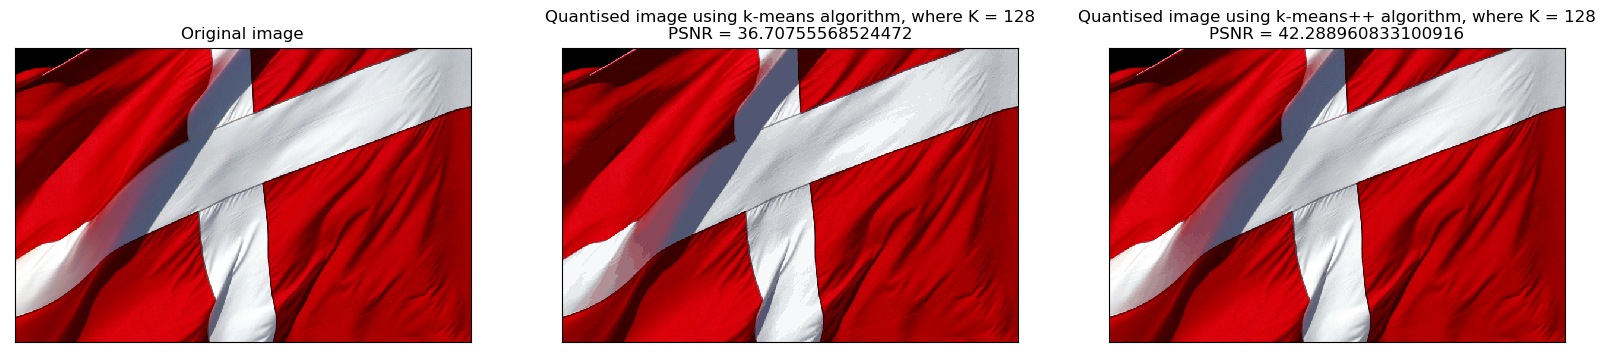 Original image
Quantised image using k-means algorithm, where K = 128
PSNR = 36.70755568524472
Quantised image using k-means++ algorithm, where K = 128
PSNR = 42.288960833100916